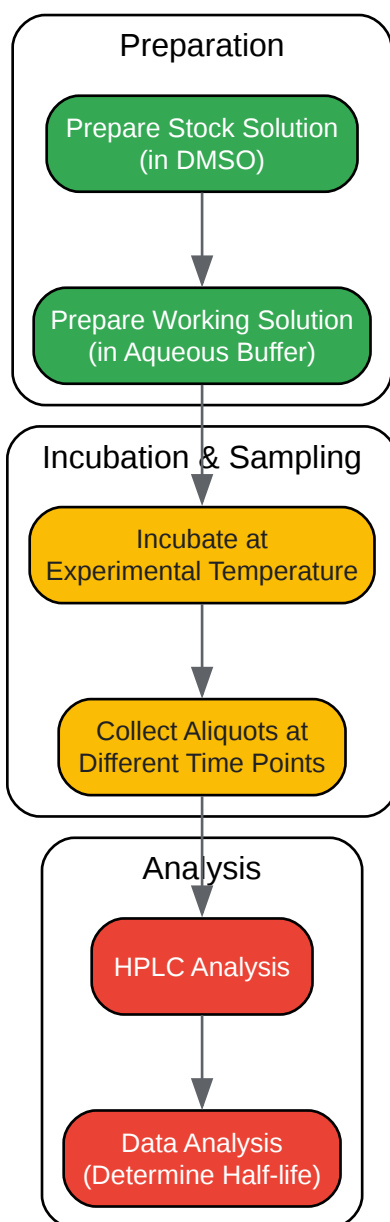 Preparation
Prepare Stock Solution
(in DMSO)
Prepare Working Solution
(in Aqueous Buffer)
Incubation & Sampling
Incubate at
Experimental Temperature
Collect Aliquots at
Different Time Points
Analysis
HPLC Analysis
Data Analysis
(Determine Half-life)